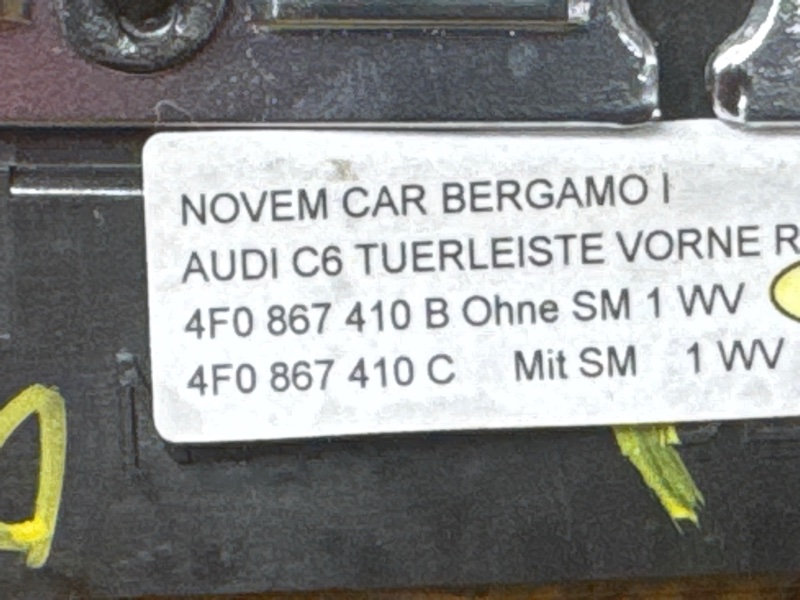 NOVEM CAR BERGAMO I
AUDI C6 TUERLEISTE VORNE R
4F0 867 410 B Ohne SM 1 WV
4F0 867 410 C Mit SM 1 WV